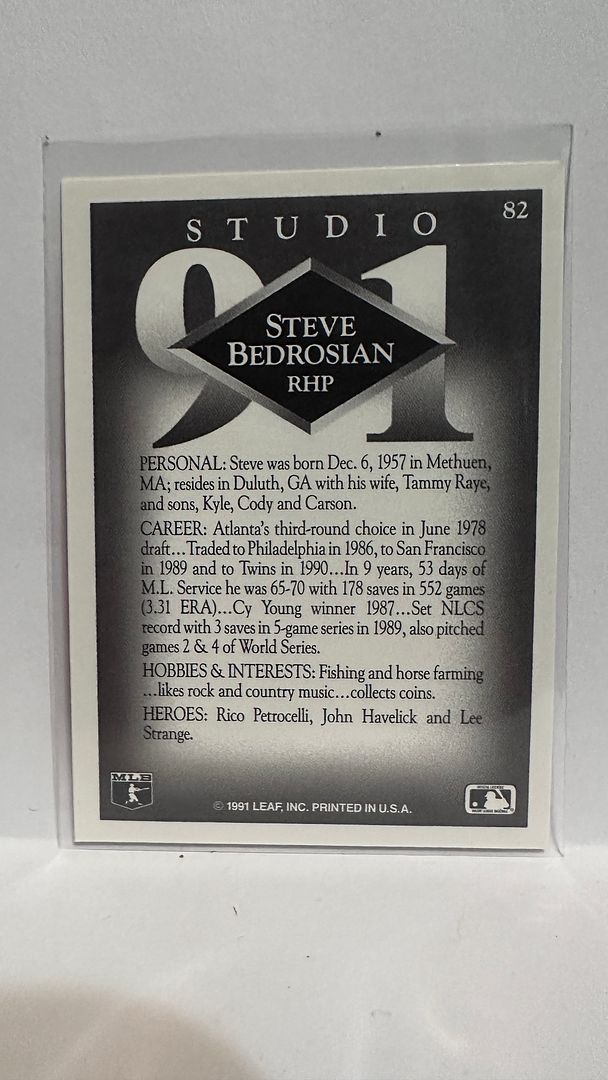 82
STUDIO
91
STEVE
BEDROSIAN
RHP
PERSONAL: Steve was born Dec. 6, 1957 in Methuen,
MA; resides in Duluth, GA with his wife, Tammy Raye,
and sons, Kyle, Cody and Carson.
CAREER: Atlanta's third-round choice in June 1978
draft...Traded to Philadelphia in 1986, to San Francisco
in 1989 and to Twins in 1990...In 9 years, 53 days of
M.L. Service he was 65-70 with 178 saves in 552 games
(3.31 ERA)...Cy Young winner 1987...Set NLCS
record with 3 saves in 5-game series in 1989, also pitched
games 2 & 4 of World Series.
HOBBIES & INTERESTS: Fishing and horse farming
...likes rock and country music...collects coins.
HEROES: Rico Petrocelli, John Havelick and Lee
Strange.
MLB
© 1991 LEAF, INC. PRINTED IN U.S.A.